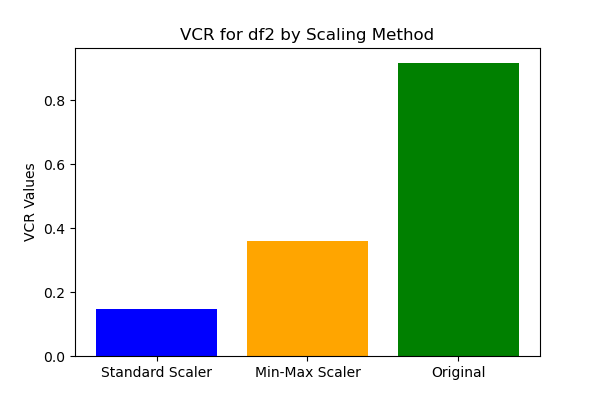 VCR for df2 by Scaling Method
VCR Values
0.8
0.6
0.4
0.2
0.0
Standard Scaler
Min-Max Scaler
Original